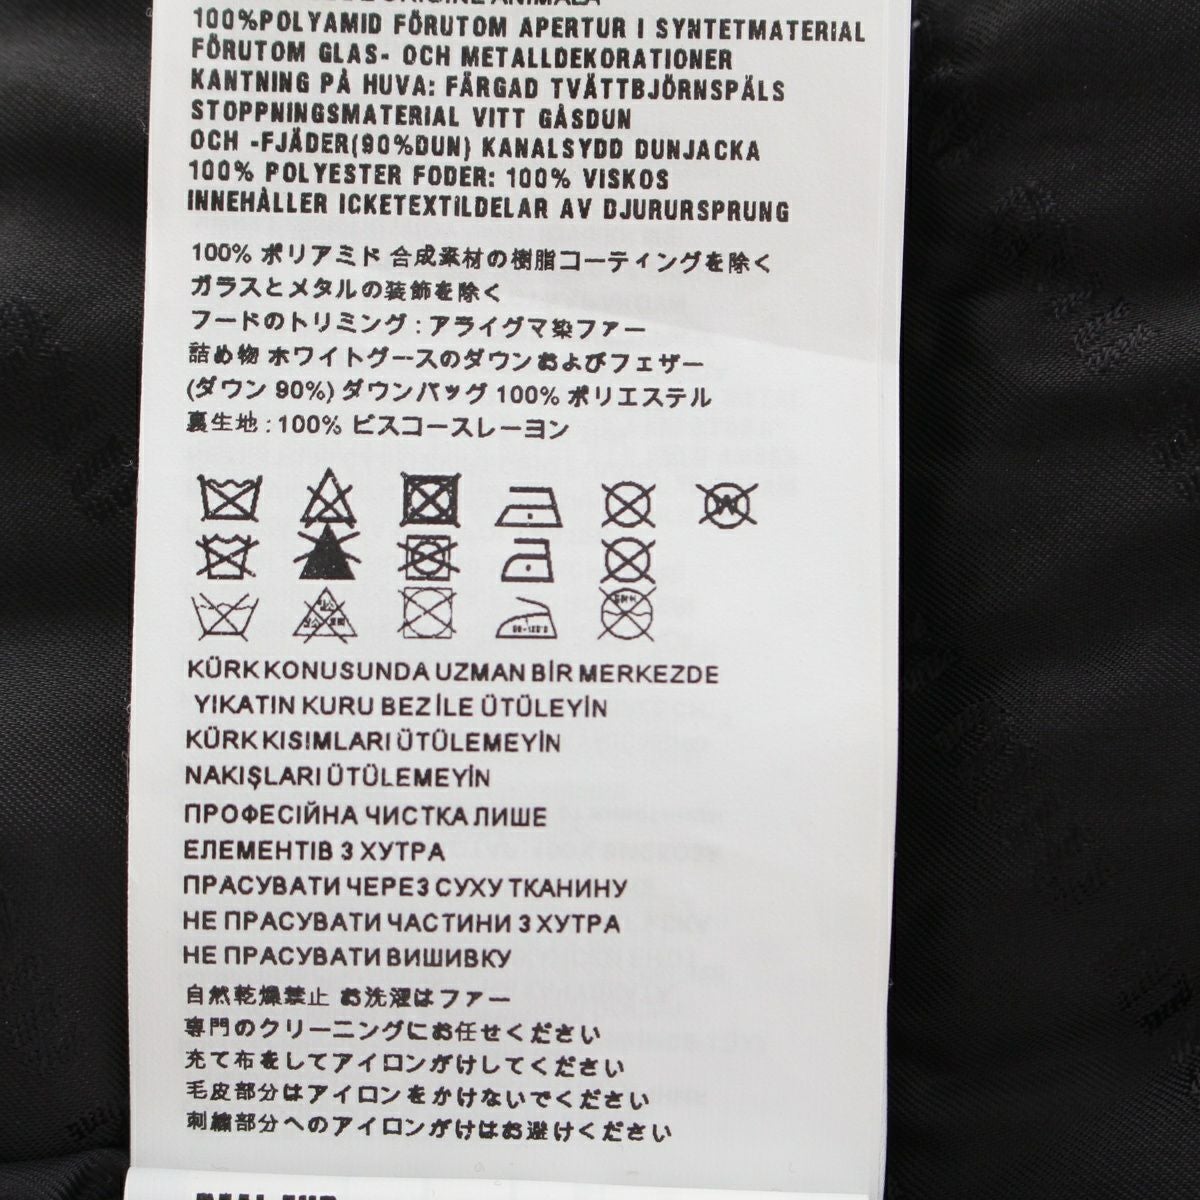 ORIGINE ANIMALA
100%POLYAMID FÖRUTOM APERTUR I SYNTETMATERIAL
FÖRUTOM GLAS- OCH METALLDEKORATIONER
KANTNING PÅ HUVA: FÄRGAD TVÄTTBJÖRNSPÄLS
STOPPNINGSMATERIAL VITT GÅSDUN
OCH -FJÄDER(90%DUN) KANALSYDD DUNJACKA
100% POLYESTER FODER: 100% VISKOS
INNEHÅLLER ICKETEXTILDELAR AV DJURURSPRUNG
100% ポリアミド 合成素材の樹脂コーティングを除く
ガラスとメタルの装飾を除く
フードのトリミング : アライグマ染ファー
詰め物 ホワイトグースのダウンおよびフェザー
(ダウン 90%) ダウンバッグ 100% ポリエステル
裏生地 : 100% ビスコースレーヨン
W
KÜRK KONUSUNDA UZMAN BİR MERKEZDE
YIKATIN KURU BEZ İLE ÜTÜLEYİN
KÜRK KISIMLARI ÜTÜLEMEYİN
NAKIŞLARI ÜTÜLEMEYİN
ПРОФЕСІЙНА ЧИСТКА ЛИШЕ
ЕЛЕМЕНТІВ З ХУТРА
ПРАСУВАТИ ЧЕРЕЗ СУХУ ТКАНИНУ
НЕ ПРАСУВАТИ ЧАСТИНИ З ХУТРА
НЕ ПРАСУВАТИ ВИШИВКУ
自然乾燥禁止 お洗濯はファー
専門のクリーニングにお任せください
充て布をしてアイロンがけしてください
毛皮部分はアイロンをかけないでください
刺繍部分へのアイロンがけはお避けください